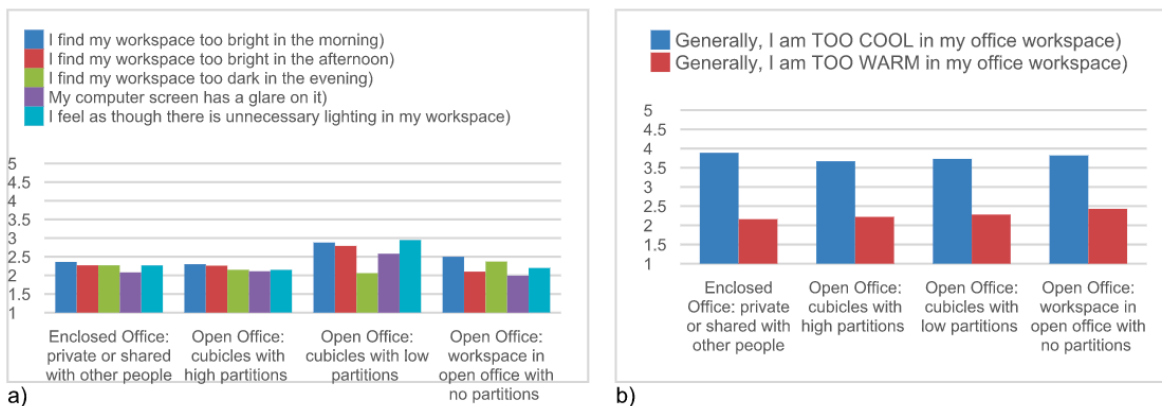 I find my workspace too bright in the morning)
I find my workspace too bright in the afternoon)
I find my workspace too dark in the evening)
My computer screen has a glare on it)
I feel as though there is unnecessary lighting in my workspace)
5
4.5
4
3.5
3
2.5
2
1.5
1
Enclosed Office:
private or shared
with other people
Open Office:
cubicles with
high partitions
Open Office:
cubicles with low
partitions
Open Office:
workspace in
open office with
no partitions
a)
Generally, I am TOO COOL in my office workspace)
Generally, I am TOO WARM in my office workspace)
5
4.5
4
3.5
3
2.5
2
1.5
1
Enclosed
Office: private
or shared with
other people
Open Office:
cubicles with
high partitions
Open Office:
cubicles with
low partitions
Open Office:
workspace in
open office with
no partitions
b)